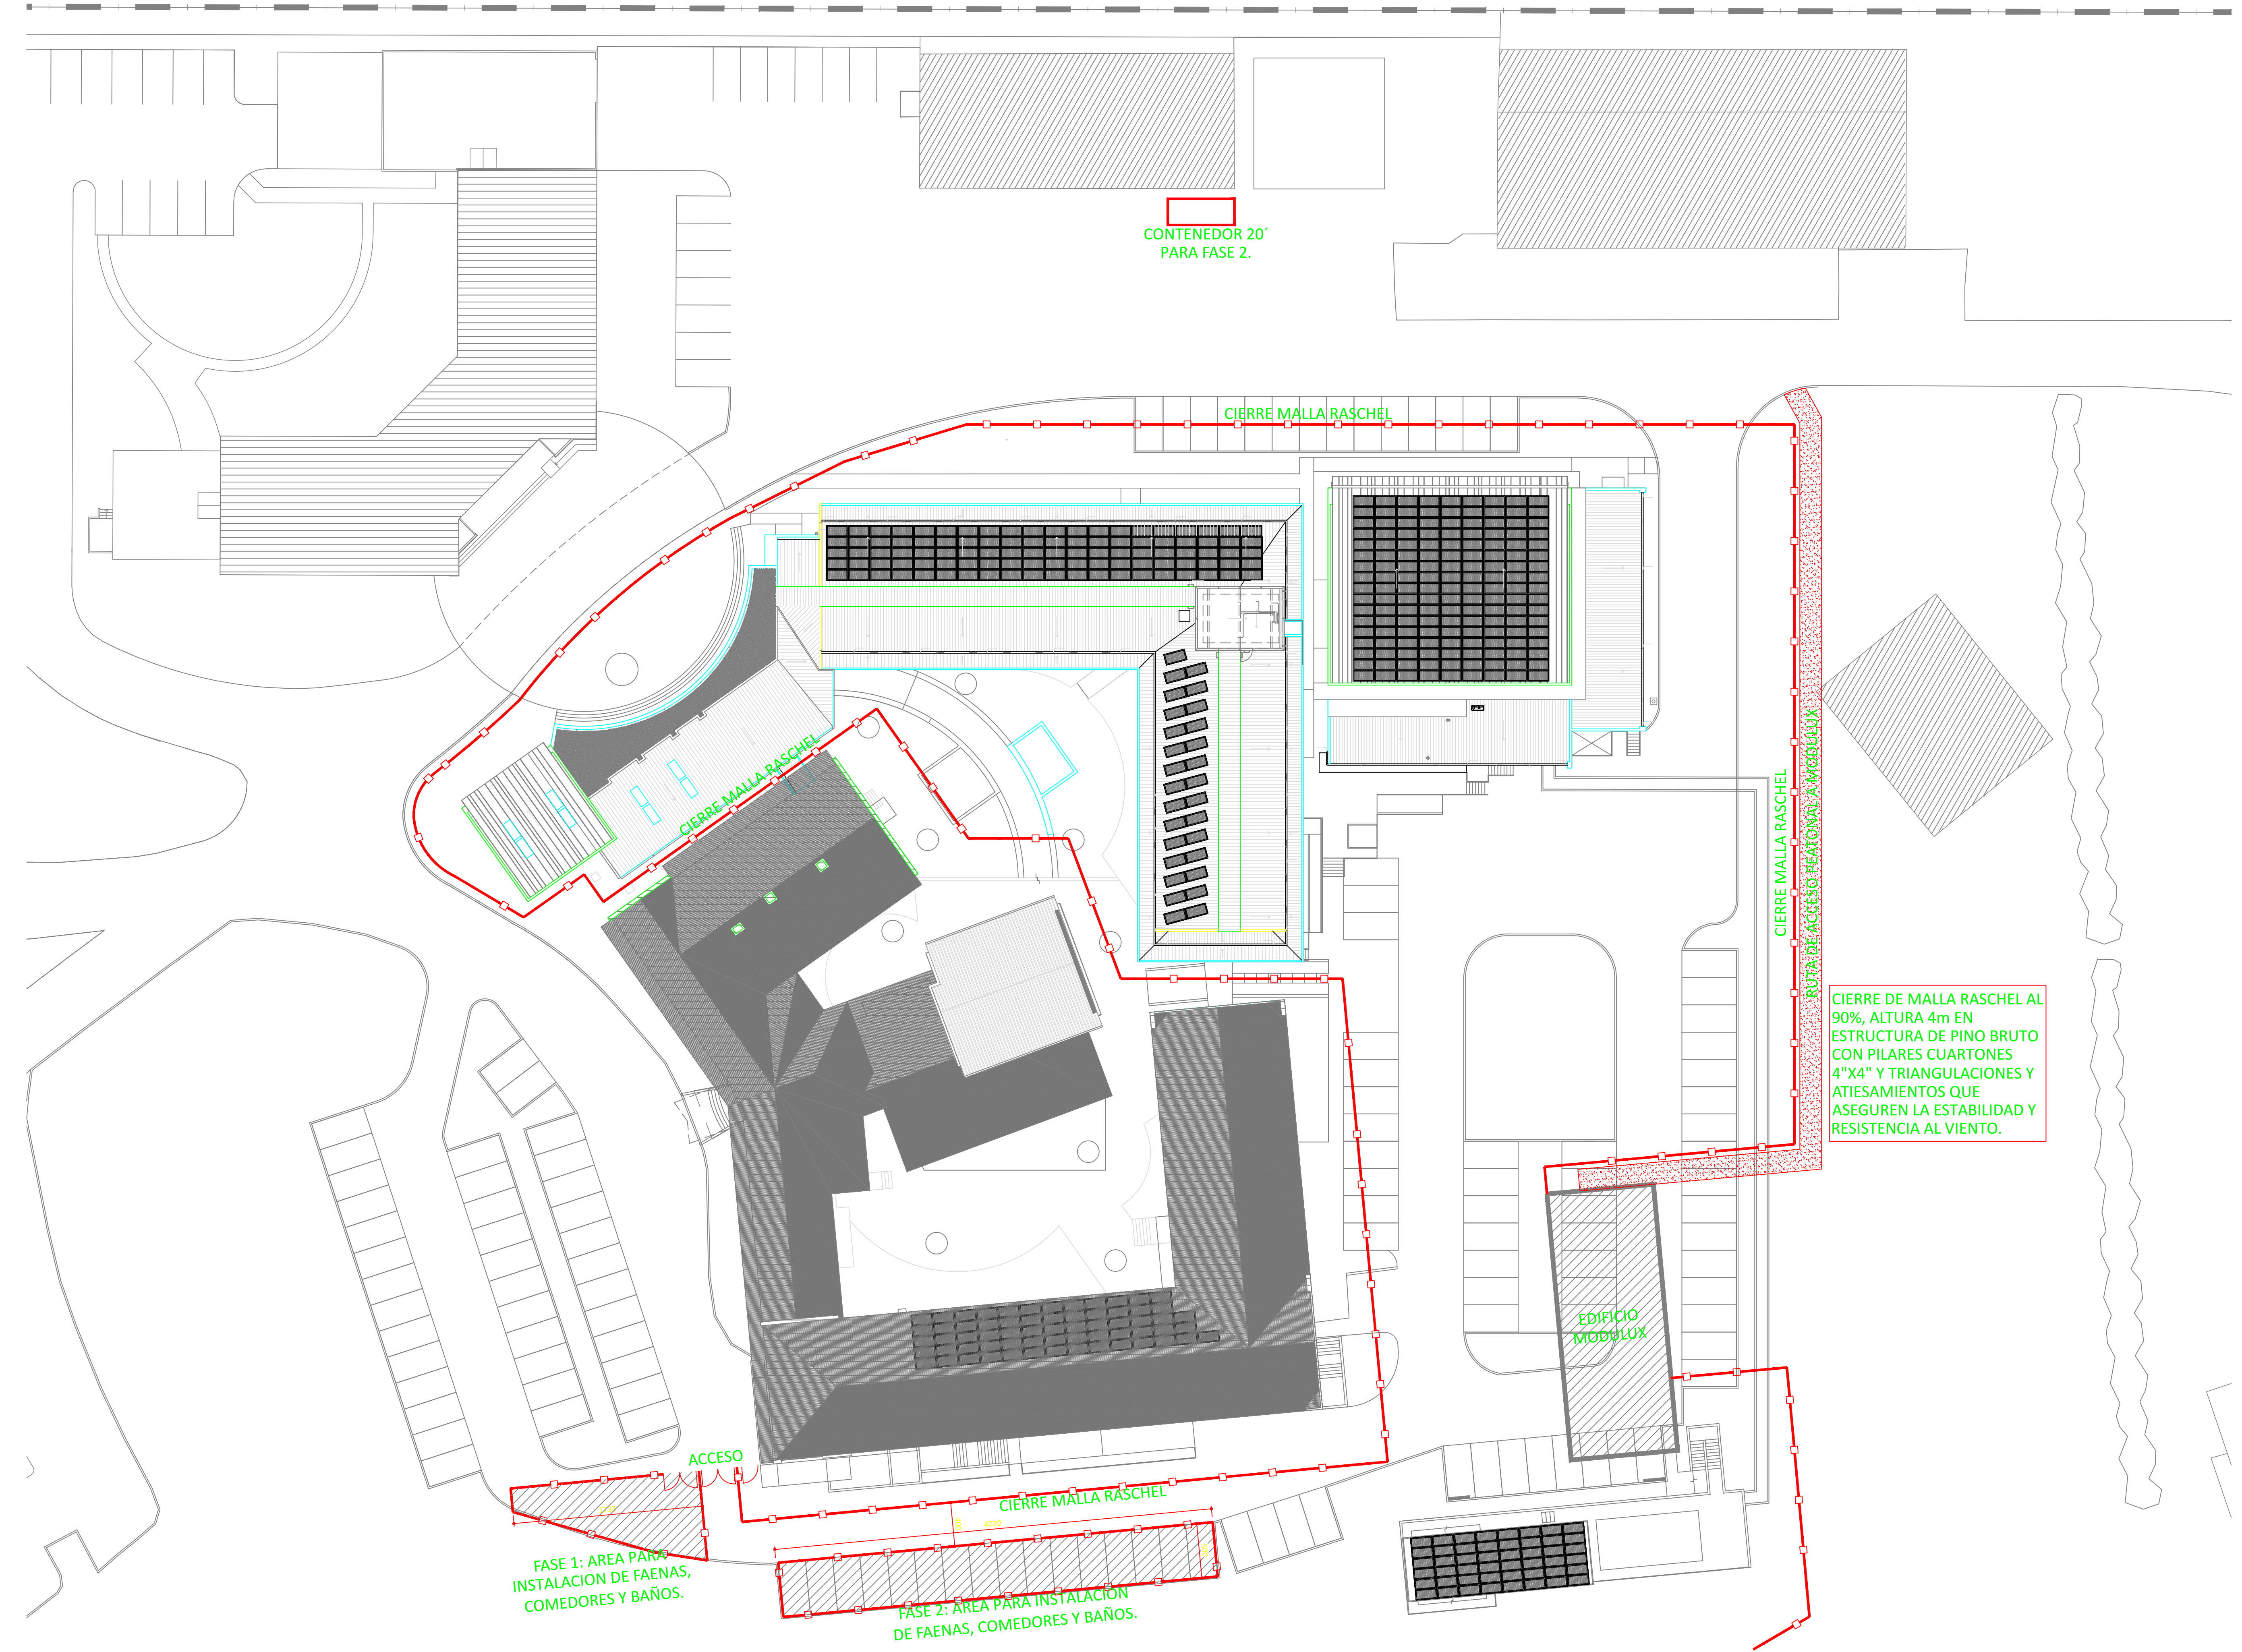 CONTENEDOR 20´
PARA FASE 2.
CIERRE MALLA RASCHEL
CIERRE MALLA RASCHEL
CIERRE MALLA RASCHEL
RUTA DE ACCESO PEATONAL A MODULUX
CIERRE DE MALLA RASCHEL AL
90%, ALTURA 4m EN
ESTRUCTURA DE PINO BRUTO
CON PILARES CUARTONES
4"X4" Y TRIANGULACIONES Y
ATIESAMIENTOS QUE
ASEGUREN LA ESTABILIDAD Y
RESISTENCIA AL VIENTO.
EDIFICIO
MODULUX
ACCESO
CIERRE MALLA RASCHEL
4020
FASE 1: AREA PARA
INSTALACION DE FAENAS,
COMEDORES Y BAÑOS.
FASE 2: AREA PARA INSTALACION
DE FAENAS, COMEDORES Y BAÑOS.